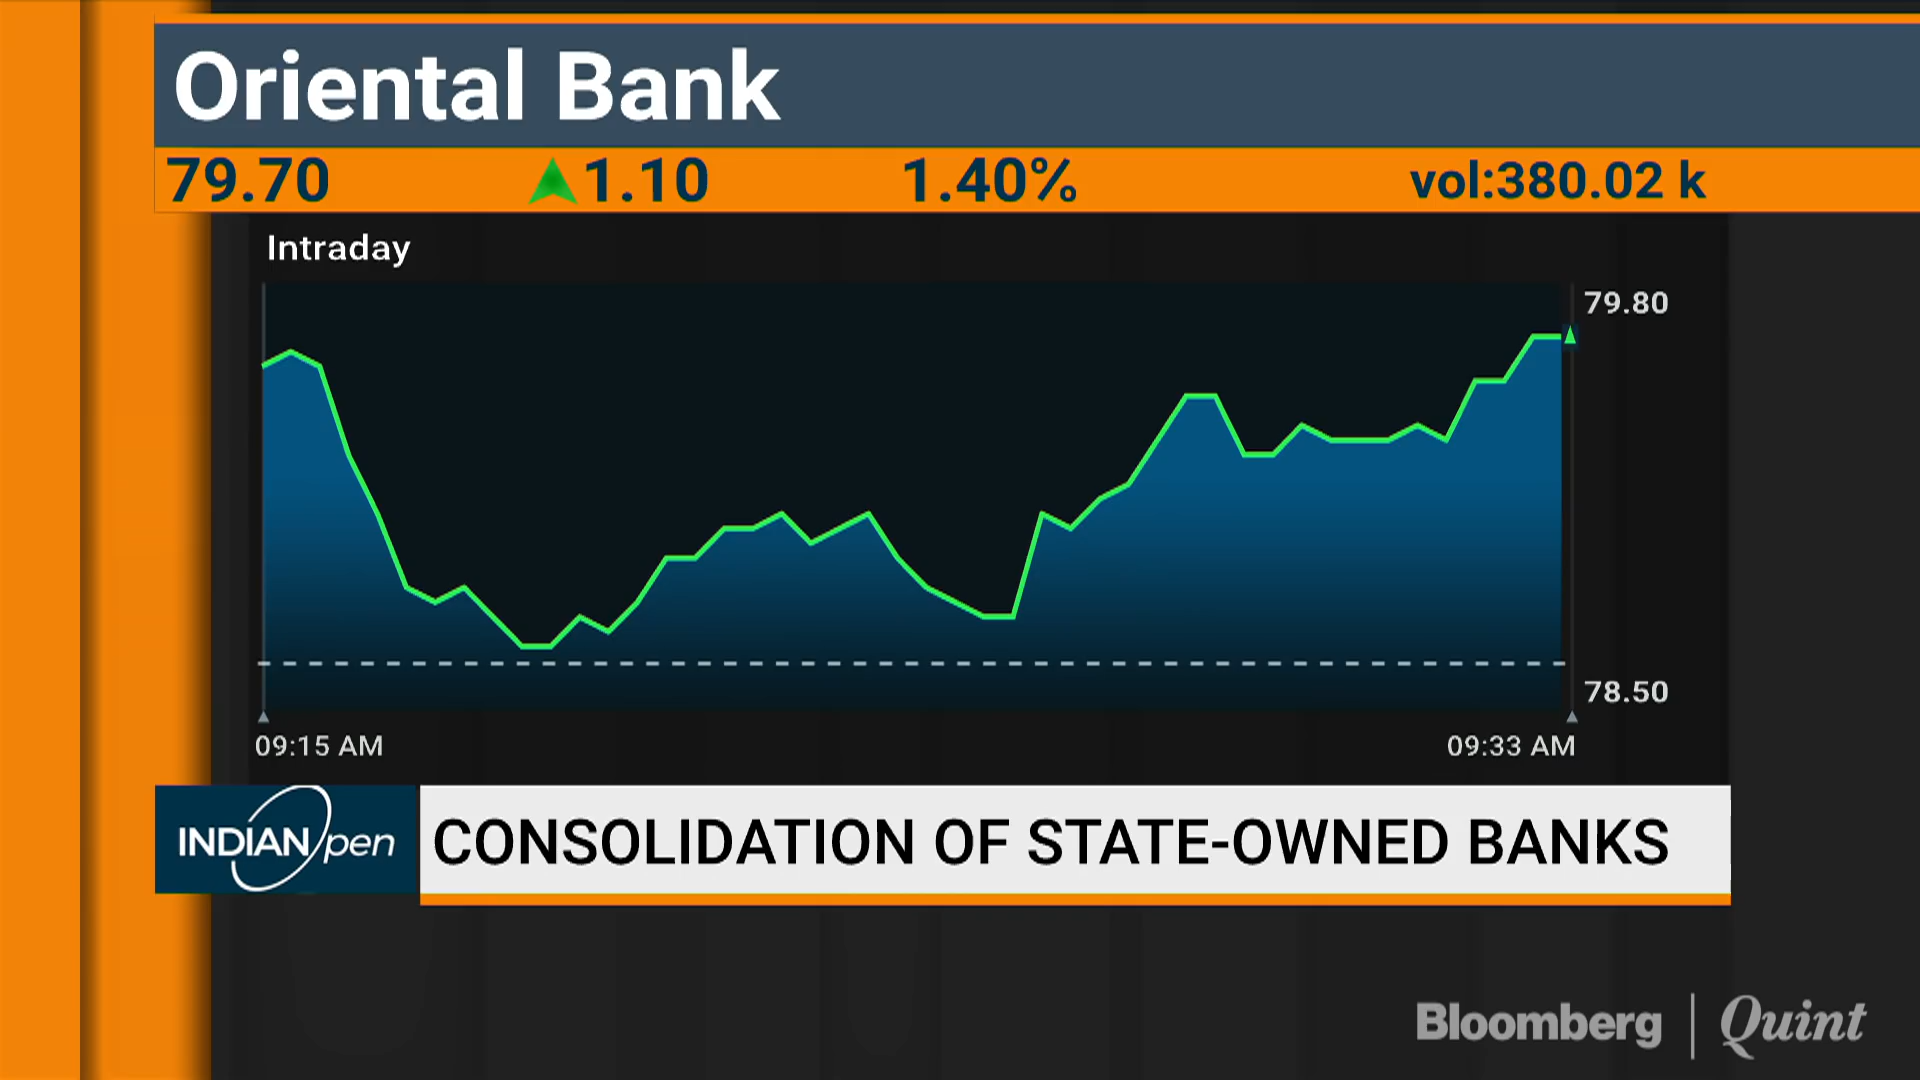 Oriental Bank
79.70 ▲1.10 1.40% vol:380.02 k
Intraday
79.80
78.50
09:15 AM 09:33 AM
INDIAN Open
CONSOLIDATION OF STATE-OWNED BANKS
Bloomberg | Quint